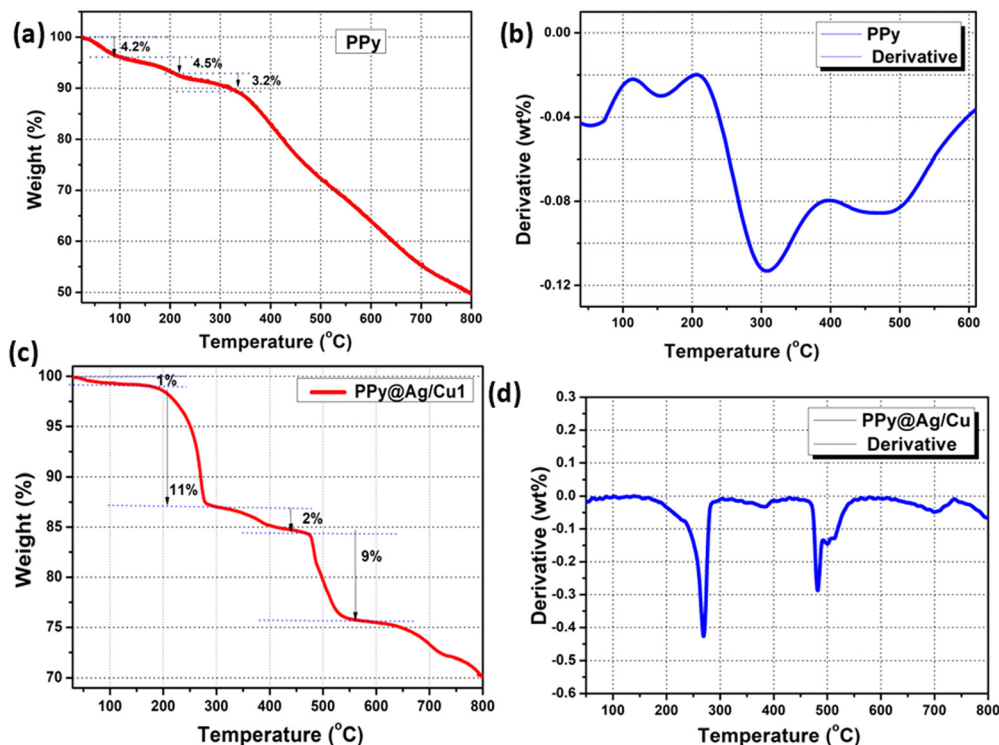 (a)
PPy
4.2%
4.5%
3.2%
100
90
80
70
60
50
Weight (%)
100 200 300 400 500 600 700 800
Temperature (°C)
(b)
PPy
Derivative
0.00
-0.04
-0.08
-0.12
Derivative (wt%)
100 200 300 400 500 600
Temperature (°C)
(c)
PPy@Ag/Cu1
1%
11%
2%
9%
100
95
90
85
80
75
70
Weight (%)
100 200 300 400 500 600 700 800
Temperature (°C)
(d)
PPy@Ag/Cu
Derivative
0.3
0.2
0.1
0.0
-0.1
-0.2
-0.3
-0.4
-0.5
-0.6
Derivative (wt%)
100 200 300 400 500 600 700 800
Temperature (°C)